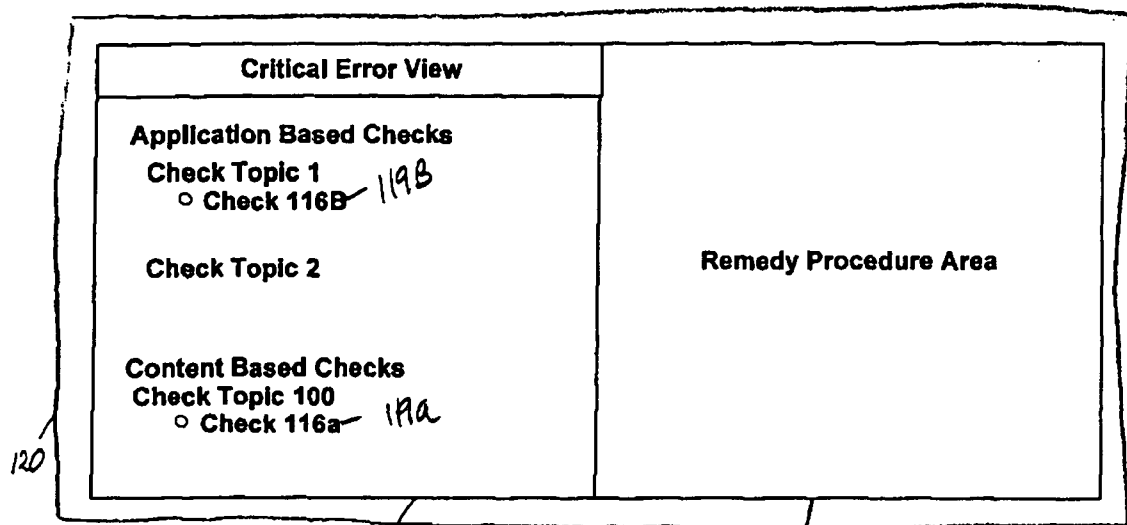 Critical Error View
Application Based Checks
Check Topic 1
○ Check 116B 119B
Check Topic 2
Remedy Procedure Area
Content Based Checks
Check Topic 100
○ Check 116a 119a
120